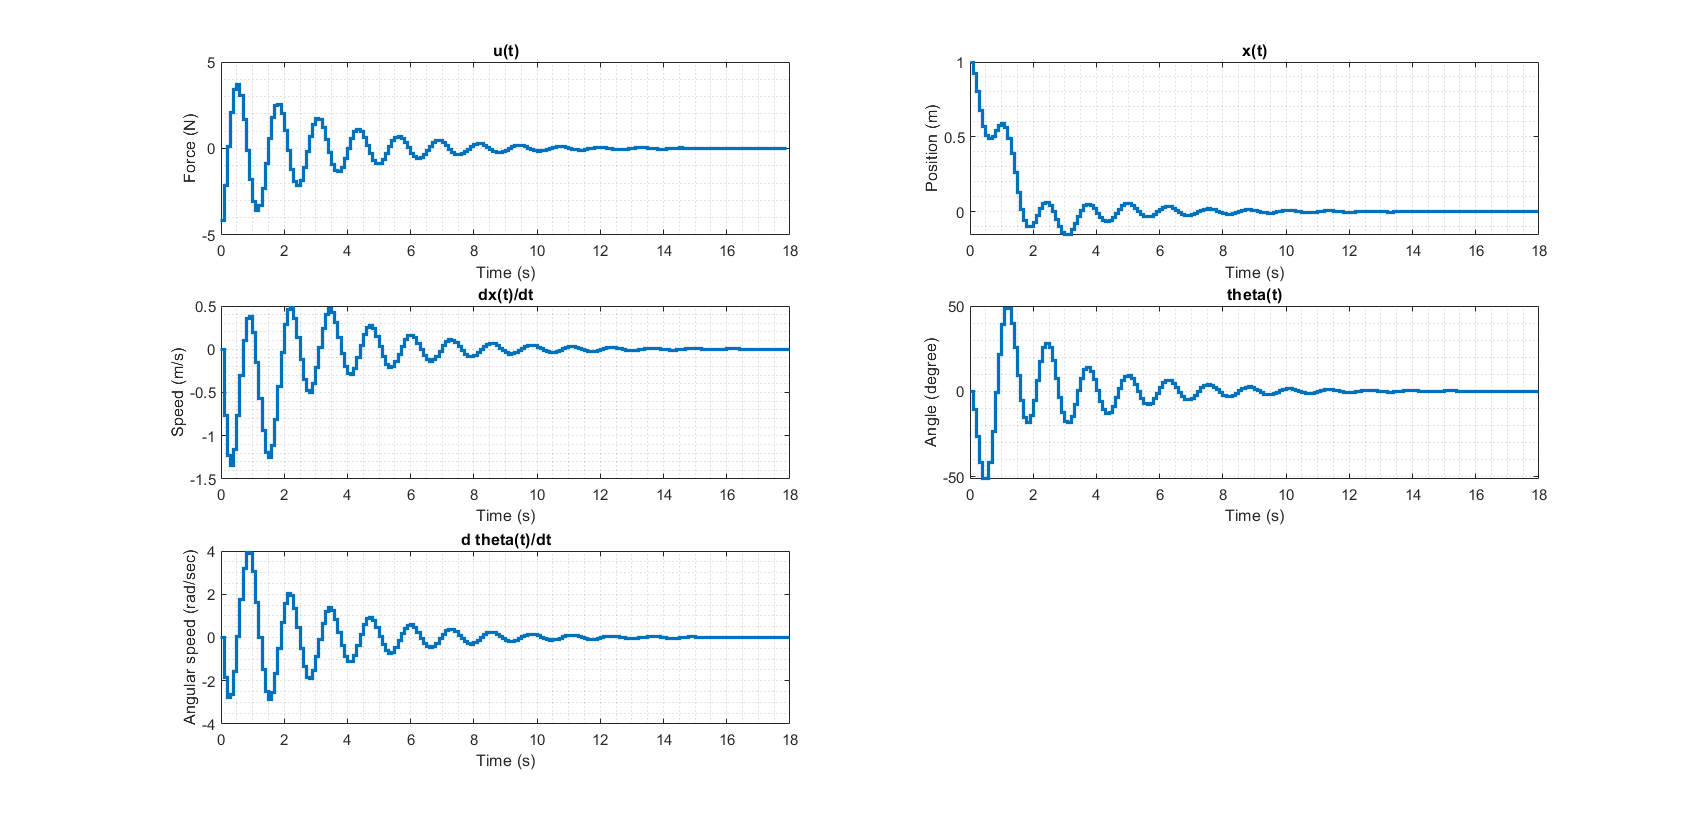 u(t)
Force (N)
5
0
-5
0 2 4 6 8 10 12 14 16 18
Time (s)
x(t)
Position (m)
1
0.5
0
0 2 4 6 8 10 12 14 16 18
Time (s)
dx(t)/dt
Speed (m/s)
0.5
0
-0.5
-1
-1.5
0 2 4 6 8 10 12 14 16 18
Time (s)
theta(t)
Angle (degree)
50
0
-50
0 2 4 6 8 10 12 14 16 18
Time (s)
d theta(t)/dt
Angular speed (rad/sec)
4
2
0
-2
-4
0 2 4 6 8 10 12 14 16 18
Time (s)